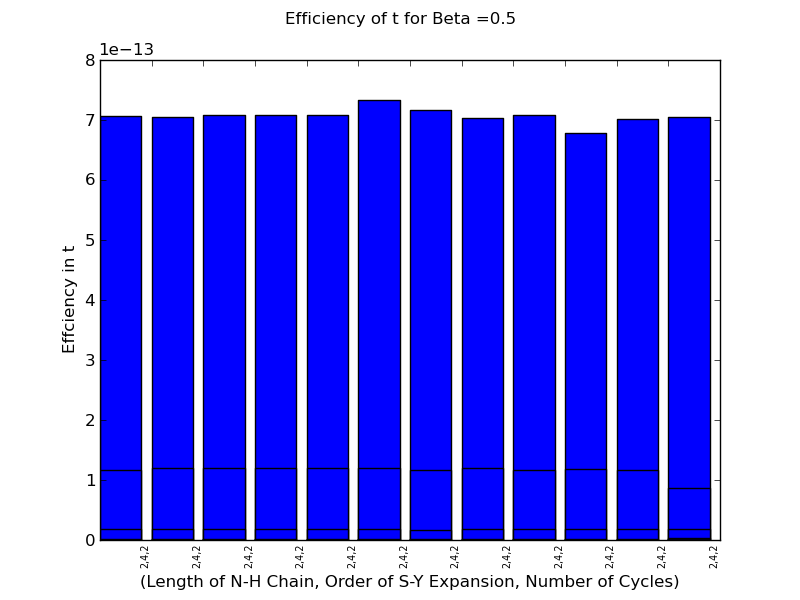 Efficiency of t for Beta =0.5
1e−13
8
7
6
5
4
3
2
1
0
Effciency in t
2,4,2 2,4,2 2,4,2 2,4,2 2,4,2 2,4,2 2,4,2 2,4,2 2,4,2 2,4,2 2,4,2 2,4,2
(Length of N-H Chain, Order of S-Y Expansion, Number of Cycles)